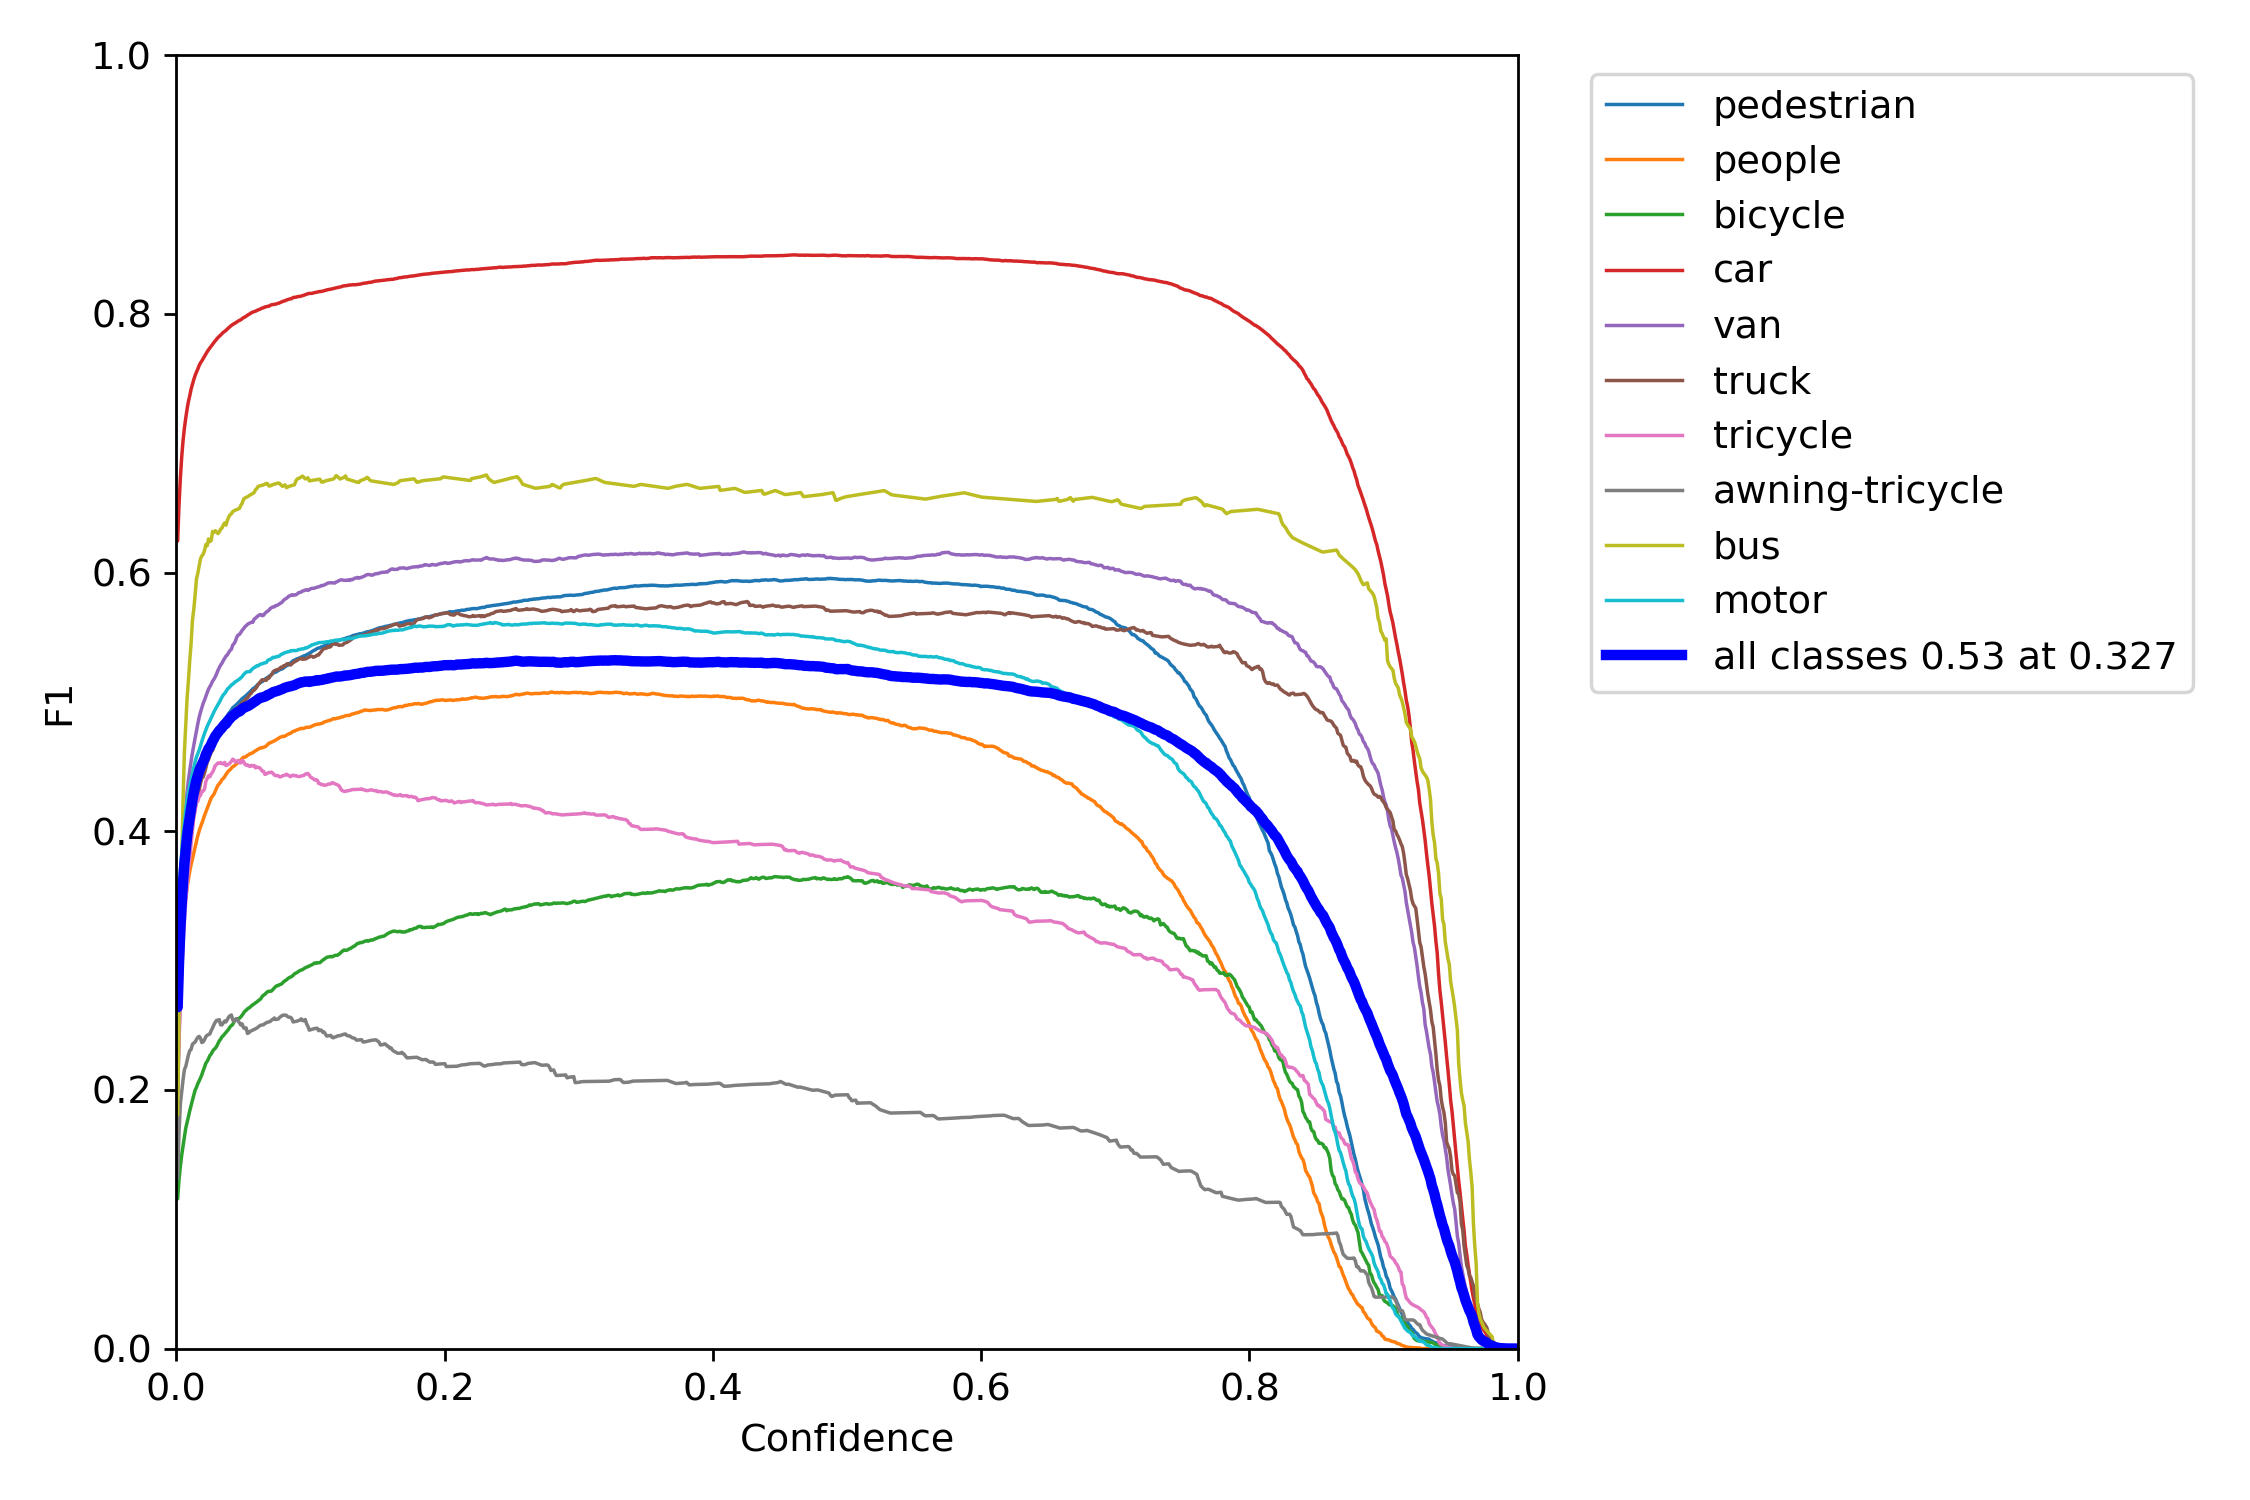 1.0
0.8
0.6
0.4
0.2
0.0
F1
0.0 0.2 0.4 0.6 0.8 1.0
Confidence
pedestrian
people
bicycle
car
van
truck
tricycle
awning-tricycle
bus
motor
all classes 0.53 at 0.327